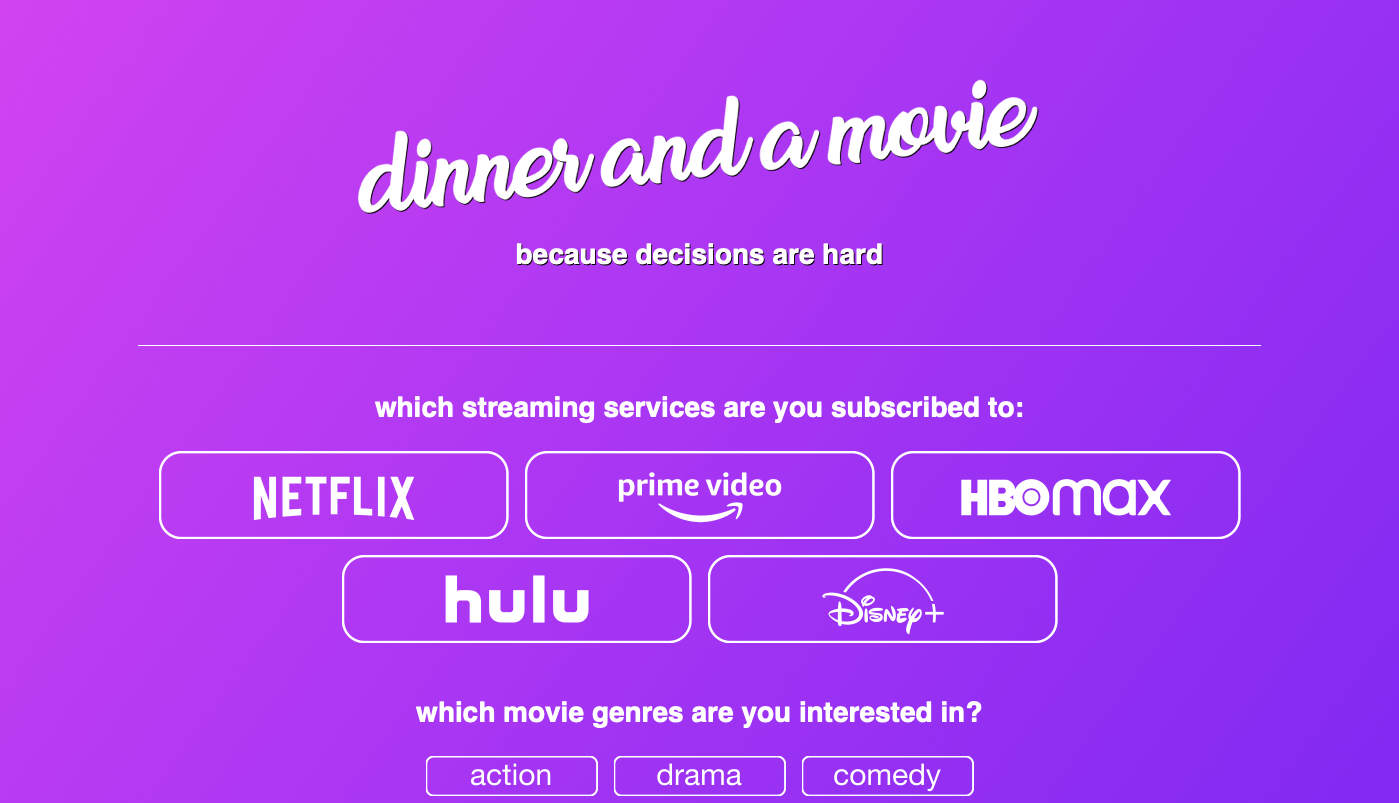 dinner and a movie
because decisions are hard
which streaming services are you subscribed to:
NETFLIX prime video HBOmax
hulu Disney+
which movie genres are you interested in?
action drama comedy